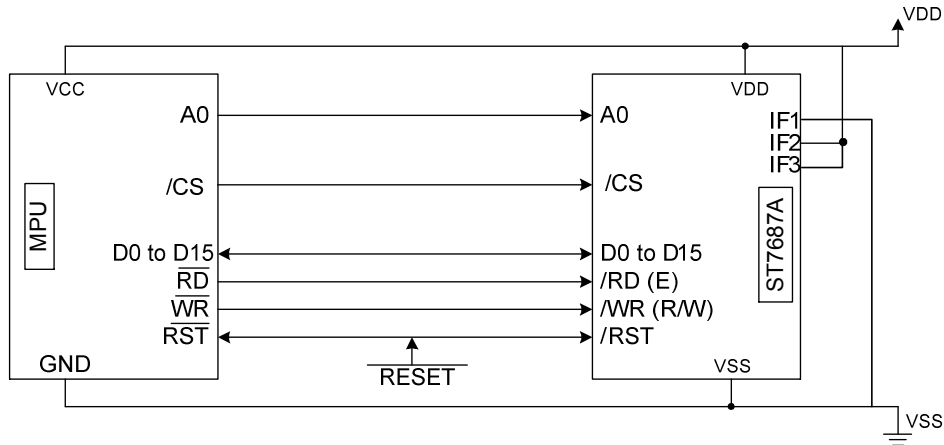 VDD
VCC
VDD
A0
A0
IF1
IF2
IF3
/CS
/CS
MPU
ST7687A
D0 to D15
D0 to D15
RD
/RD (E)
WR
/WR (R/W)
RST
/RST
GND
RESET
VSS
VSS